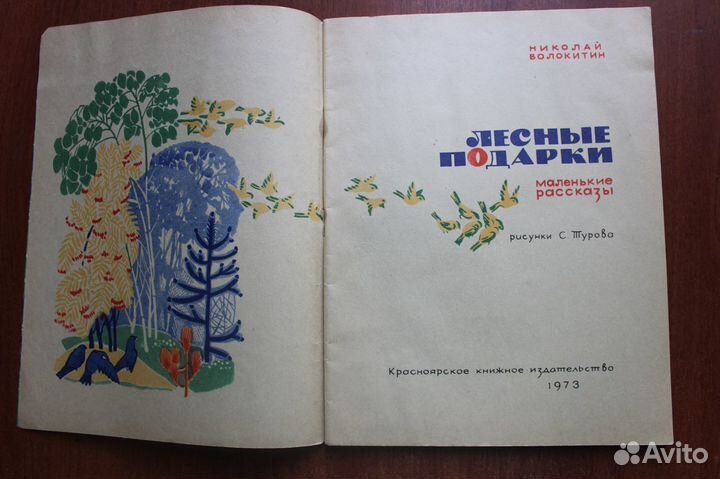 НИКОЛАЙ
ВОЛОКИТИН
ЛЕСНЫЕ
ПОДАРКИ
маленькие
рассказы
рисунки С. Турова
Красноярское книжное издательство
1973
Avito